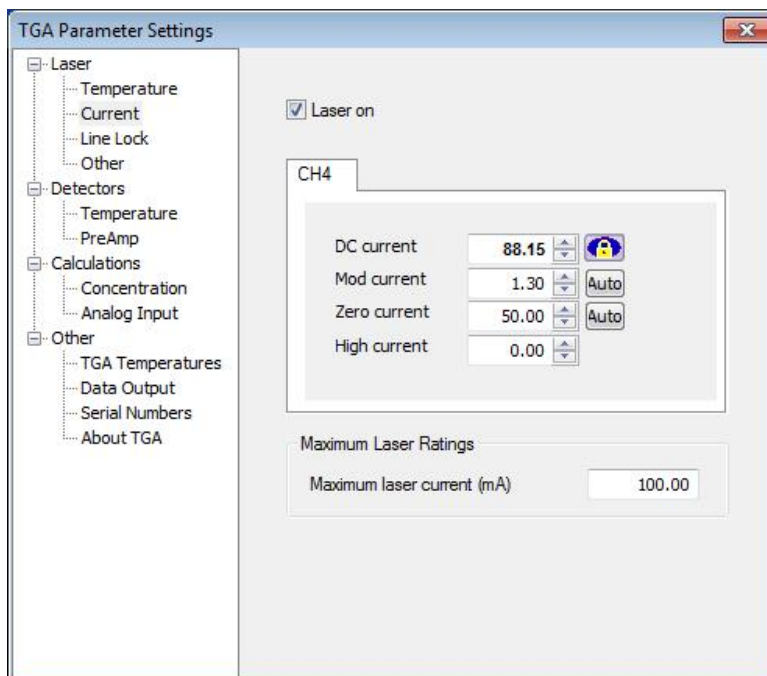 TGA Parameter Settings
Laser
Temperature
Current
Line Lock
Other
Detectors
Temperature
PreAmp
Calculations
Concentration
Analog Input
Other
TGA Temperatures
Data Output
Serial Numbers
About TGA
Laser on
CH4
DC current 88.15
Mod current 1.30 Auto
Zero current 50.00 Auto
High current 0.00
Maximum Laser Ratings
Maximum laser current (mA) 100.00